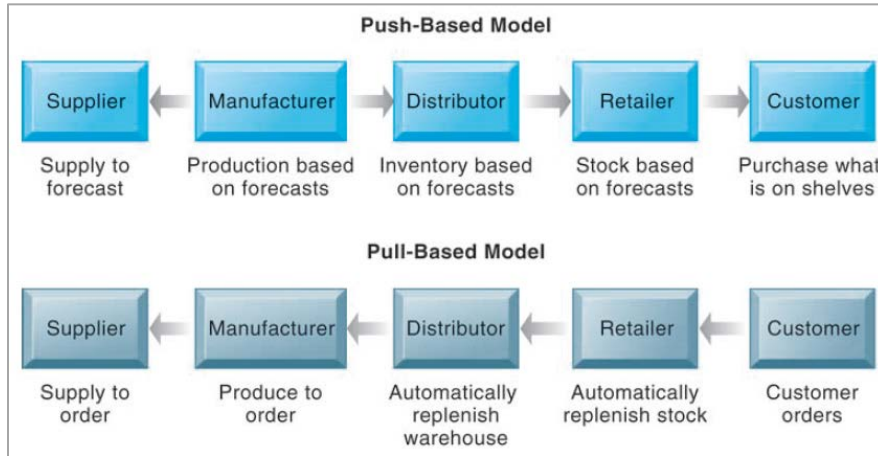 Push-Based Model
Supplier Manufacturer Distributor Retailer Customer
Supply to Production based Inventory based Stock based Purchase what
forecast on forecasts on forecasts on forecasts is on shelves
Pull-Based Model
Supplier Manufacturer Distributor Retailer Customer
Supply to Produce to Automatically Automatically Customer
order order replenish replenish stock orders
warehouse